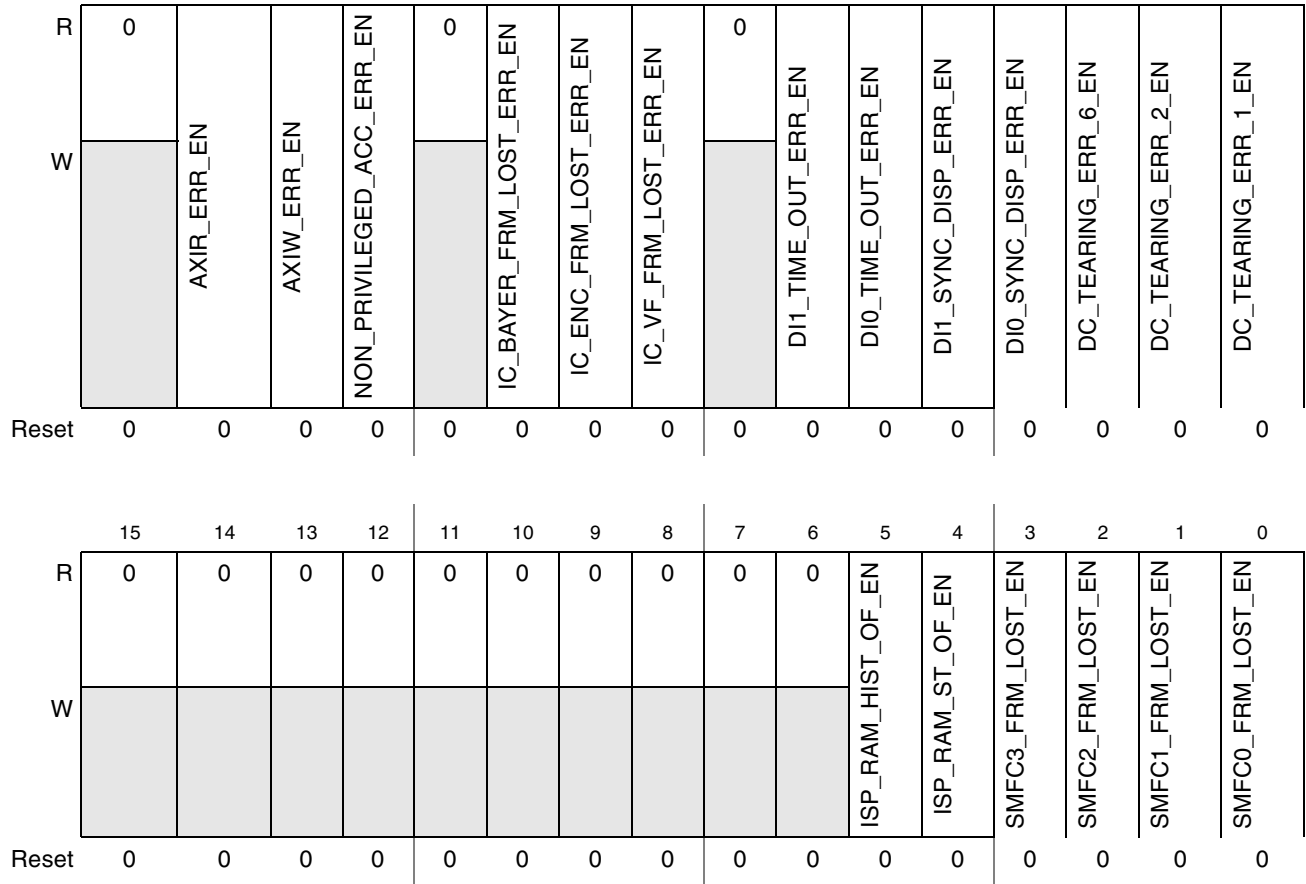 R 0 AXIR_ERR_EN AXIW_ERR_EN NON_PRIVILEGED_ACC_ERR_EN 0 IC_BAYER_FRM_LOST_ERR_EN IC_ENC_FRM_LOST_ERR_EN IC_VF_FRM_LOST_ERR_EN 0 DI1_TIME_OUT_ERR_EN DI0_TIME_OUT_ERR_EN DI1_SYNC_DISP_ERR_EN DI0_SYNC_DISP_ERR_EN DC_TEARING_ERR_6_EN DC_TEARING_ERR_2_EN DC_TEARING_ERR_1_EN
W
Reset 0 0 0 0 0 0 0 0 0 0 0 0 0 0 0 0
15 14 13 12 11 10 9 8 7 6 5 4 3 2 1 0
R 0 0 0 0 0 0 0 0 0 0 ISP_RAM_HIST_OF_EN ISP_RAM_ST_OF_EN SMFC3_FRM_LOST_EN SMFC2_FRM_LOST_EN SMFC1_FRM_LOST_EN SMFC0_FRM_LOST_EN
W
Reset 0 0 0 0 0 0 0 0 0 0 0 0 0 0 0 0